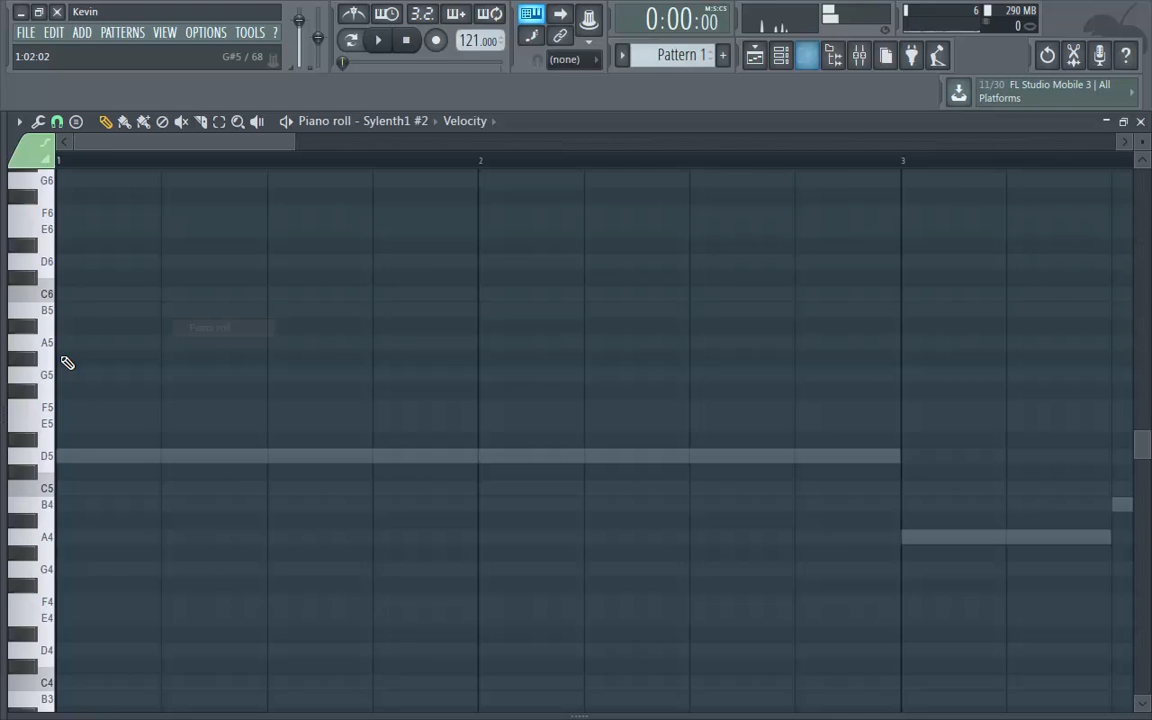 Kevin
FILE EDIT ADD PATTERNS VIEW OPTIONS TOOLS ?
1:02:02 G#5 / 68
3.2.
121.000
(none)
0:00:00
M:S:CS
Pattern 1
6
290 MB
0
11/30 FL Studio Mobile 3 | All
Platforms
Piano roll - Sylenth1 #2 Velocity
1 2 3
G6
F6
E6
D6
C6
B5
Piano roll
A5
G5
F5
E5
D5
C5
B4
A4
G4
F4
E4
D4
C4
B3